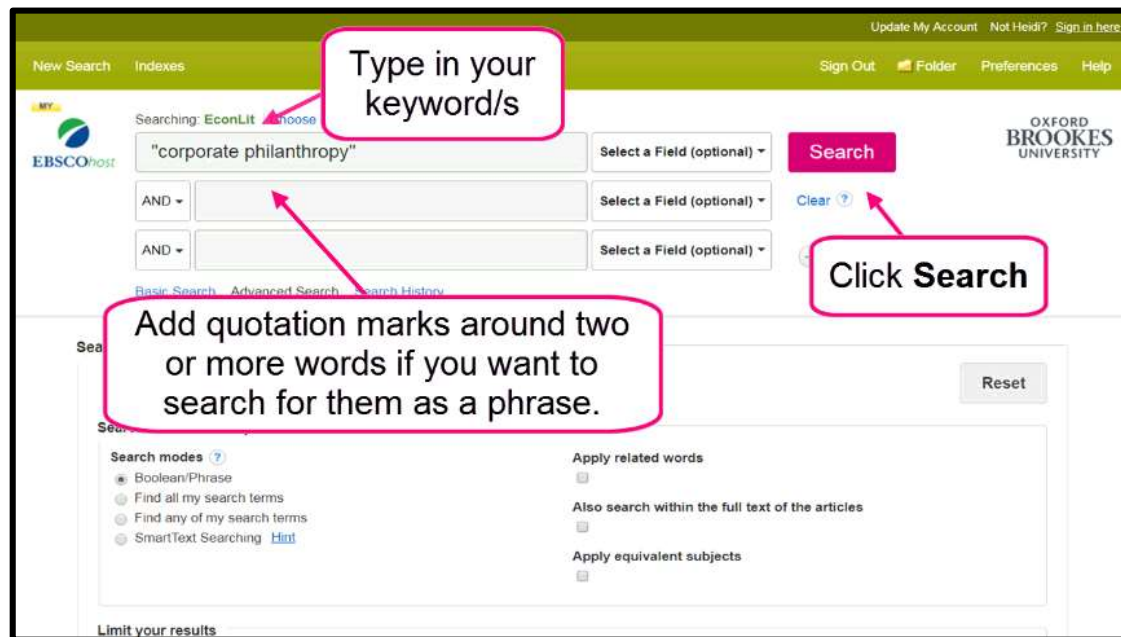 Update My Account Not Heidi? Sign in here
New Search Indexes
Sign Out Folder Preferences Help
Type in your
keyword/s
MY
EBSCOhost
Searching: EconLit
"corporate philanthropy"
Select a Field (optional)
Search
OXFORD
BROOKES
UNIVERSITY
AND
Select a Field (optional)
Clear ?
AND
Select a Field (optional)
Click Search
Basic Search Advanced Search Search History
Add quotation marks around two
or more words if you want to
search for them as a phrase.
Reset
Search modes ?
Boolean/Phrase
Find all my search terms
Find any of my search terms
SmartText Searching Hint
Apply related words
Also search within the full text of the articles
Apply equivalent subjects
Limit your results